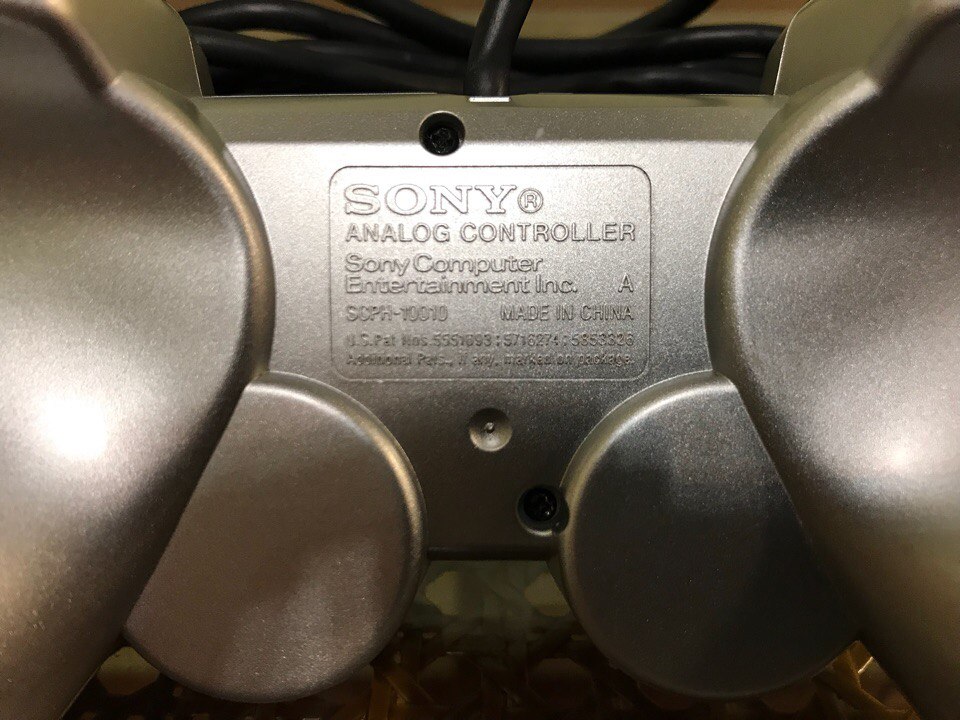 SONY®
ANALOG CONTROLLER
Sony Computer
Entertainment Inc. A
SCPH-10010 MADE IN CHINA
U.S.Pat Nos. 5551693; 5716274; 5853326
Additional Pats., if any, marked on package.